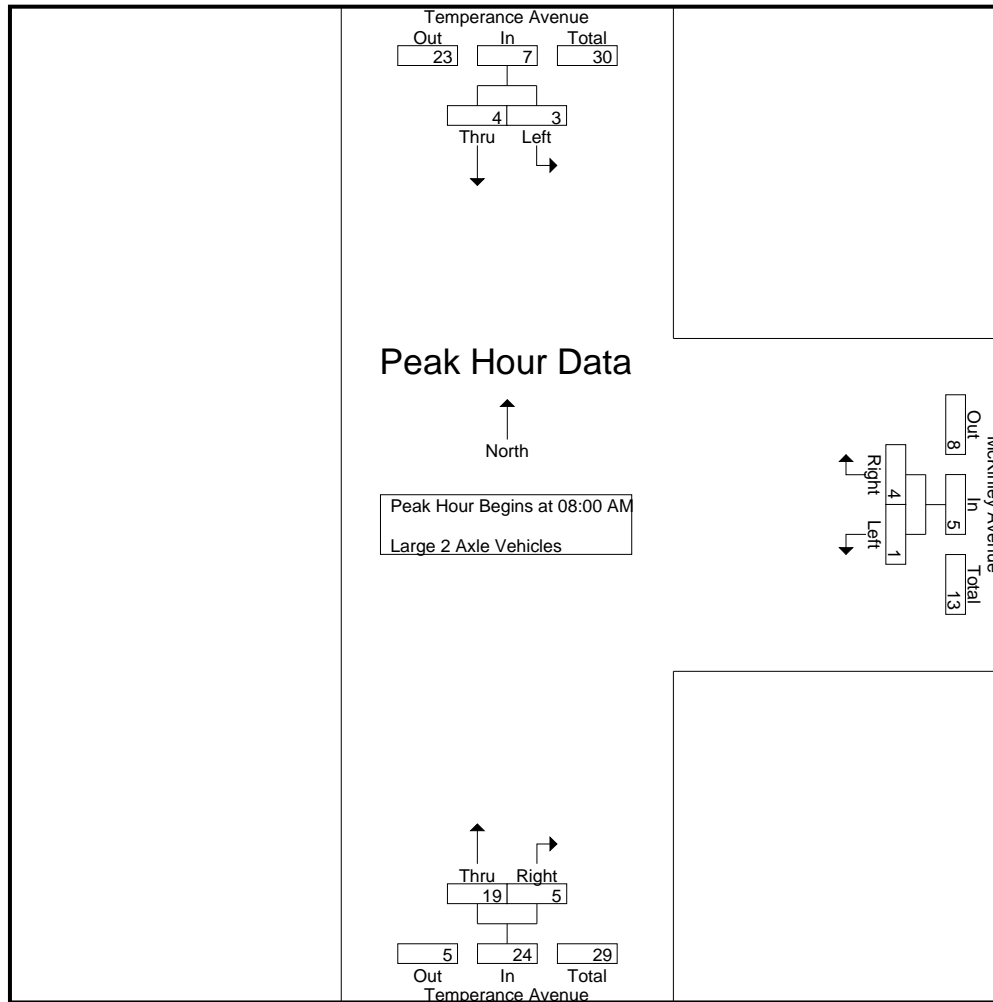 Temperance Avenue
Out In Total
23 7 30
4 3
Thru Left
Peak Hour Data
North
Peak Hour Begins at 08:00 AM
Large 2 Axle Vehicles
McKinley Avenue
Out In Total
8 5 13
4 1
Right Left
Thru Right
19 5
5 24 29
Out In Total
Temperance Avenue